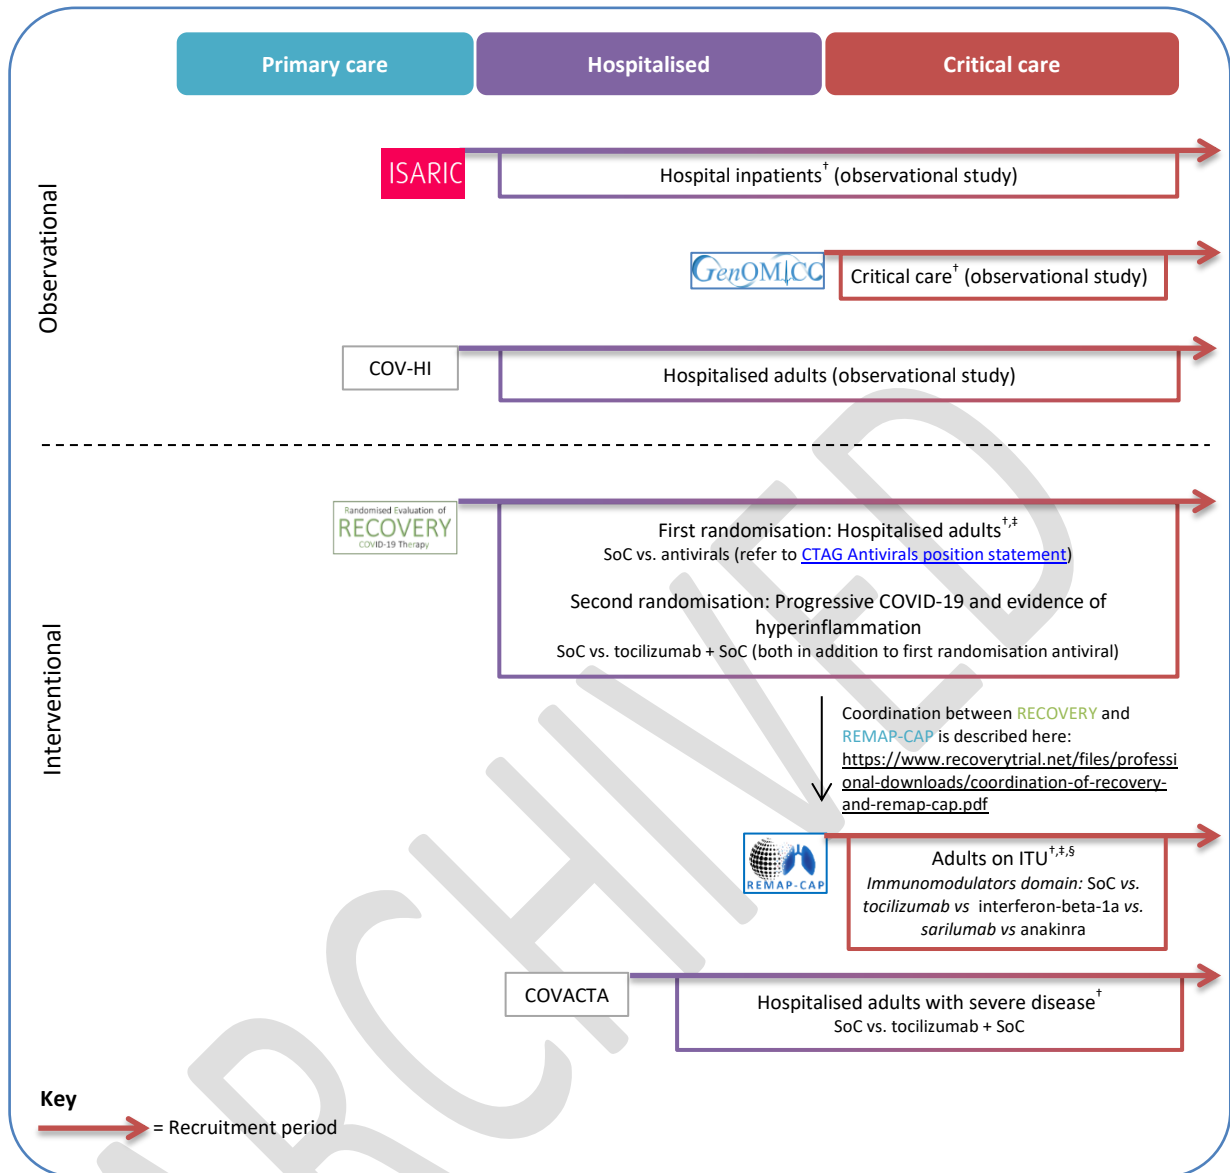 Primary care
Hospitalised
Critical care
Observational
ISARIC
Hospital inpatients† (observational study)
GenOMICC
Critical care† (observational study)
COV-HI
Hospitalised adults (observational study)
Interventional
Randomised Evaluation of
RECOVERY
COVID-19 Therapy
First randomisation: Hospitalised adults†,‡
SoC vs. antivirals (refer to CTAG Antivirals position statement)
Second randomisation: Progressive COVID-19 and evidence of
hyperinflammation
SoC vs. tocilizumab + SoC (both in addition to first randomisation antiviral)
Coordination between RECOVERY and
REMAP-CAP is described here:
https://www.recoverytrial.net/files/professi
onal-downloads/coordination-of-recovery-
and-remap-cap.pdf
REMAP-CAP
Adults on ITU†,‡,§
Immunomodulators domain: SoC vs.
tocilizumab vs interferon-beta-1a vs.
sarilumab vs anakinra
COVACTA
Hospitalised adults with severe disease†
SoC vs. tocilizumab + SoC
Key
= Recruitment period
ARCHIVED